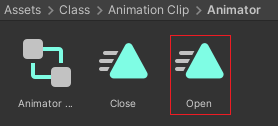 Assets > Class > Animation Clip > Animator
Animator ...
Close
Open